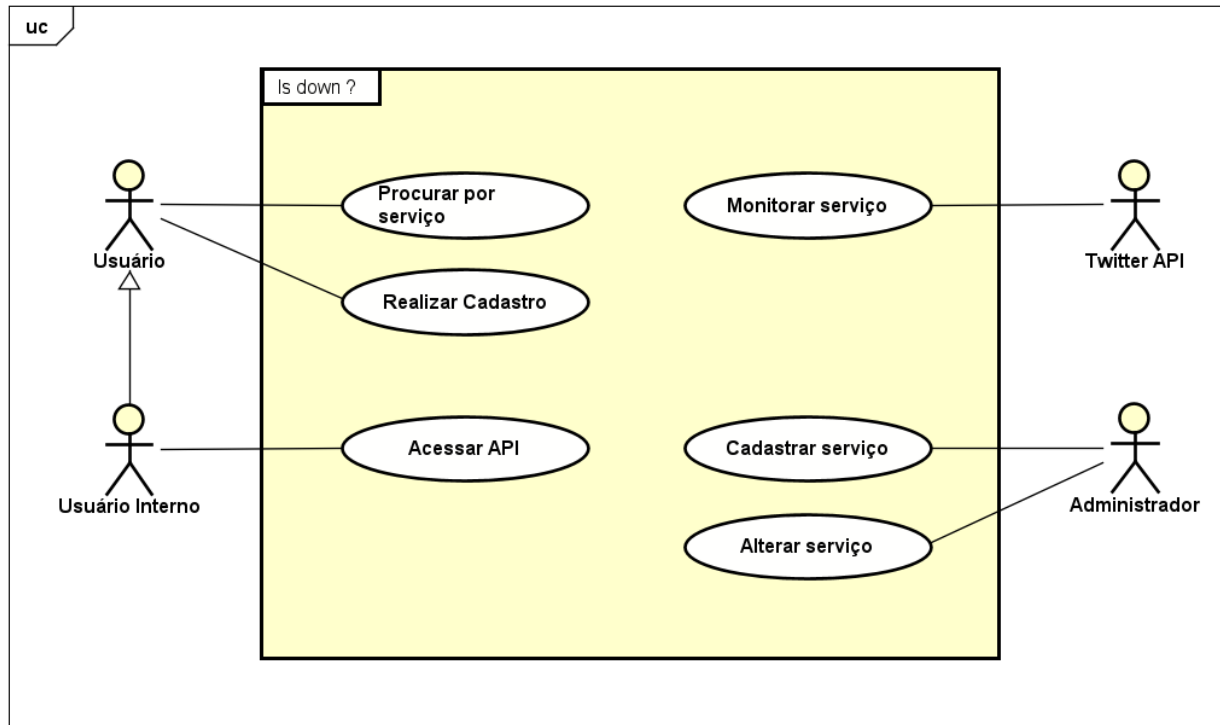 uc
Is down ?
Procurar por
serviço
Monitorar serviço
Usuário
Twitter API
Realizar Cadastro
Acessar API
Cadastrar serviço
Usuário Interno
Administrador
Alterar serviço